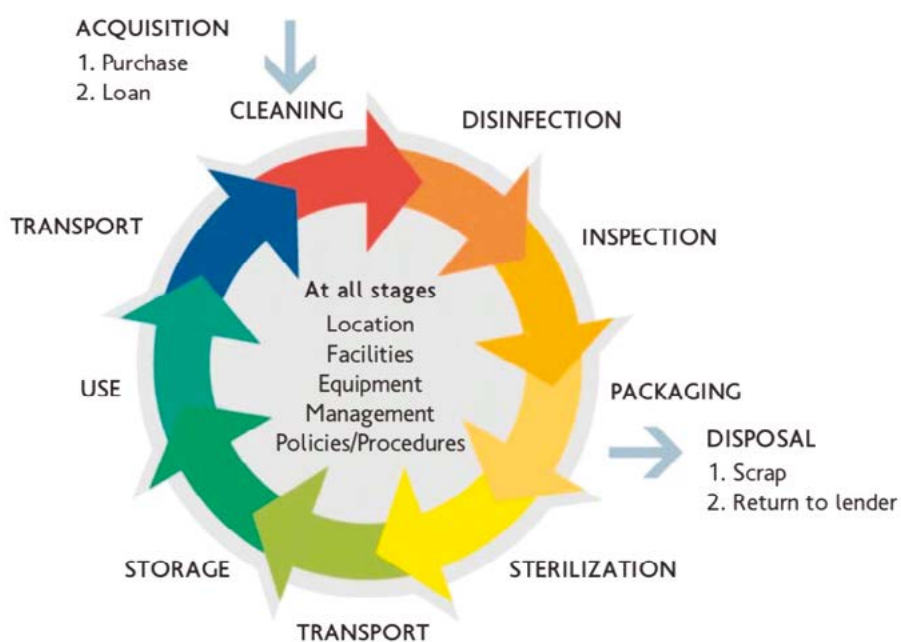 ACQUISITION
1. Purchase
2. Loan
CLEANING
DISINFECTION
INSPECTION
PACKAGING
DISPOSAL
1. Scrap
2. Return to lender
STERILIZATION
TRANSPORT
STORAGE
USE
TRANSPORT
At all stages
Location
Facilities
Equipment
Management
Policies/Procedures